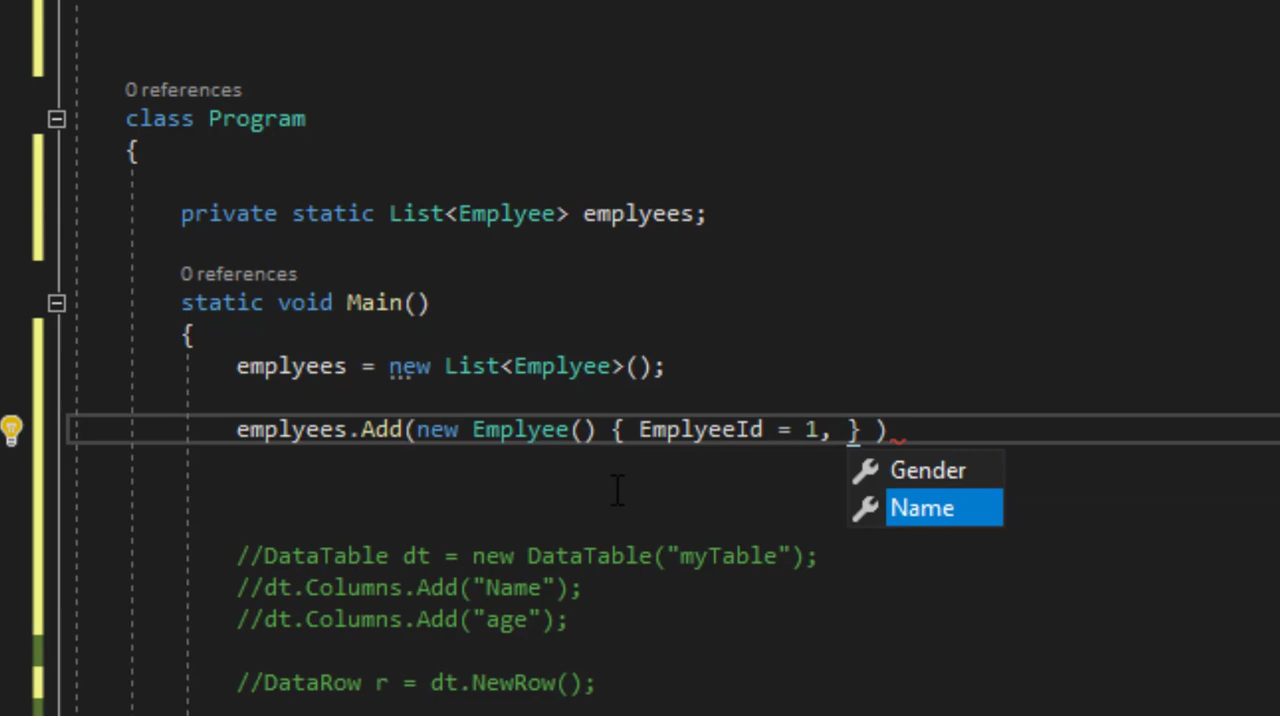 0 references
class Program
{
private static List<Emplyee> emplyees;
0 references
static void Main()
{
emplyees = new List<Emplyee>();
emplyees.Add(new Emplyee() { EmplyeeId = 1, } )
Gender
Name
//DataTable dt = new DataTable("myTable");
//dt.Columns.Add("Name");
//dt.Columns.Add("age");
//DataRow r = dt.NewRow();